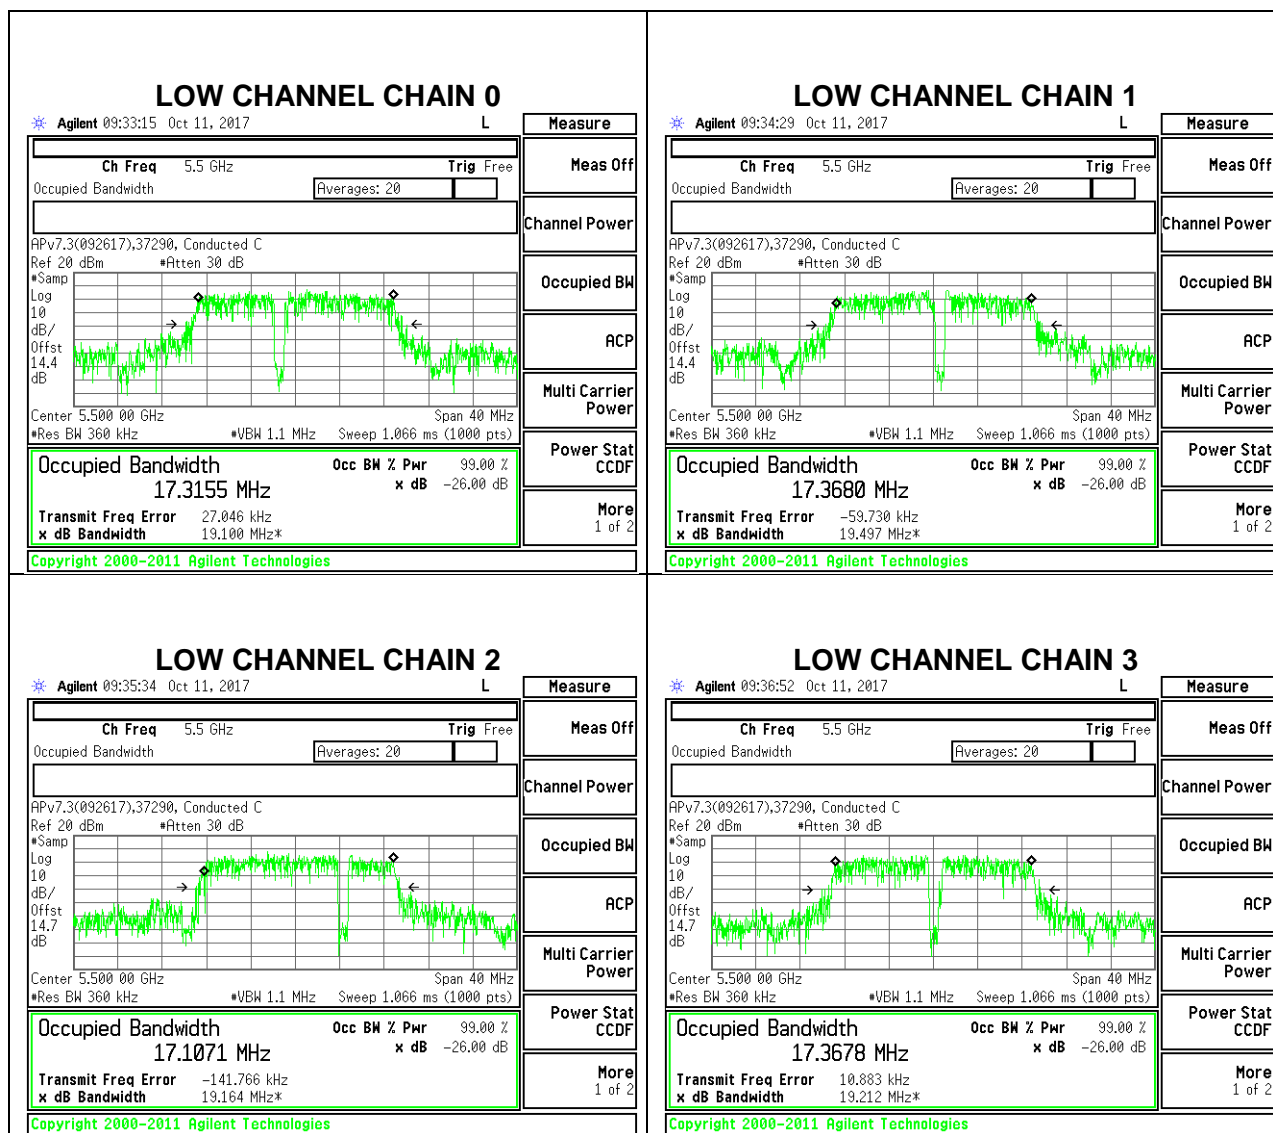 LOW CHANNEL CHAIN 0
Agilent 09:33:15 Oct 11, 2017 L Measure
Ch Freq 5.5 GHz Trig Free Meas Off
Occupied Bandwidth Averages: 20
Channel Power
APv7.3(092617),37290, Conducted C
Ref 20 dBm #Atten 30 dB
#Samp Occupied BW
Log
10
dB/
Offst ACP
14.4
dB Multi Carrier
Power
Center 5.500 00 GHz Span 40 MHz
#Res BW 360 kHz #VBW 1.1 MHz Sweep 1.066 ms (1000 pts)
Power Stat
CCDF
Occupied Bandwidth Occ BW % Pwr 99.00 %
17.3155 MHz x dB -26.00 dB
Transmit Freq Error 27.046 kHz More
x dB Bandwidth 19.100 MHz* 1 of 2
Copyright 2000-2011 Agilent Technologies
LOW CHANNEL CHAIN 1
Agilent 09:34:29 Oct 11, 2017 L Measure
Ch Freq 5.5 GHz Trig Free Meas Off
Occupied Bandwidth Averages: 20
Channel Power
APv7.3(092617),37290, Conducted C
Ref 20 dBm #Atten 30 dB
#Samp Occupied BW
Log
10
dB/
Offst ACP
14.4
dB Multi Carrier
Power
Center 5.500 00 GHz Span 40 MHz
#Res BW 360 kHz #VBW 1.1 MHz Sweep 1.066 ms (1000 pts)
Power Stat
CCDF
Occupied Bandwidth Occ BW % Pwr 99.00 %
17.3680 MHz x dB -26.00 dB
Transmit Freq Error -59.730 kHz More
x dB Bandwidth 19.497 MHz* 1 of 2
Copyright 2000-2011 Agilent Technologies
LOW CHANNEL CHAIN 2
Agilent 09:35:34 Oct 11, 2017 L Measure
Ch Freq 5.5 GHz Trig Free Meas Off
Occupied Bandwidth Averages: 20
Channel Power
APv7.3(092617),37290, Conducted C
Ref 20 dBm #Atten 30 dB
#Samp Occupied BW
Log
10
dB/
Offst ACP
14.7
dB Multi Carrier
Power
Center 5.500 00 GHz Span 40 MHz
#Res BW 360 kHz #VBW 1.1 MHz Sweep 1.066 ms (1000 pts)
Power Stat
CCDF
Occupied Bandwidth Occ BW % Pwr 99.00 %
17.1071 MHz x dB -26.00 dB
Transmit Freq Error -141.766 kHz More
x dB Bandwidth 19.164 MHz* 1 of 2
Copyright 2000-2011 Agilent Technologies
LOW CHANNEL CHAIN 3
Agilent 09:36:52 Oct 11, 2017 L Measure
Ch Freq 5.5 GHz Trig Free Meas Off
Occupied Bandwidth Averages: 20
Channel Power
APv7.3(092617),37290, Conducted C
Ref 20 dBm #Atten 30 dB
#Samp Occupied BW
Log
10
dB/
Offst ACP
14.7
dB Multi Carrier
Power
Center 5.500 00 GHz Span 40 MHz
#Res BW 360 kHz #VBW 1.1 MHz Sweep 1.066 ms (1000 pts)
Power Stat
CCDF
Occupied Bandwidth Occ BW % Pwr 99.00 %
17.3678 MHz x dB -26.00 dB
Transmit Freq Error 10.883 kHz More
x dB Bandwidth 19.212 MHz* 1 of 2
Copyright 2000-2011 Agilent Technologies